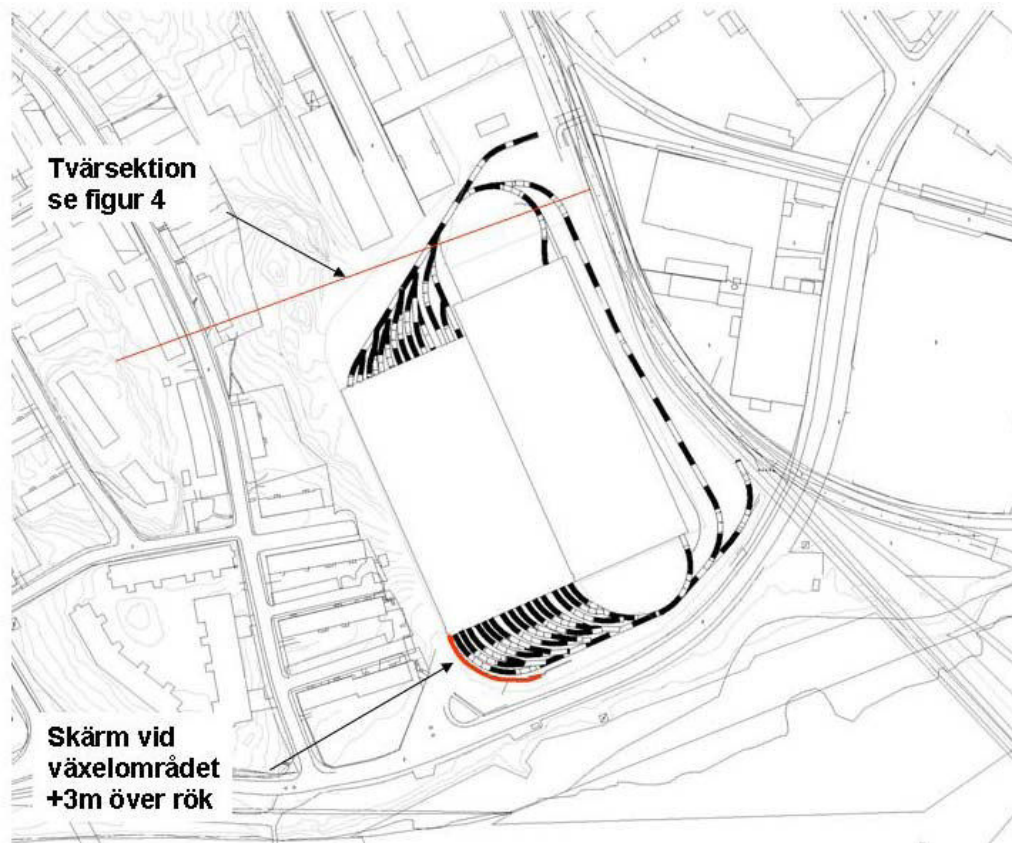 Tvärsektion
se figur 4
Skärm vid
växelområdet
+3m över rök